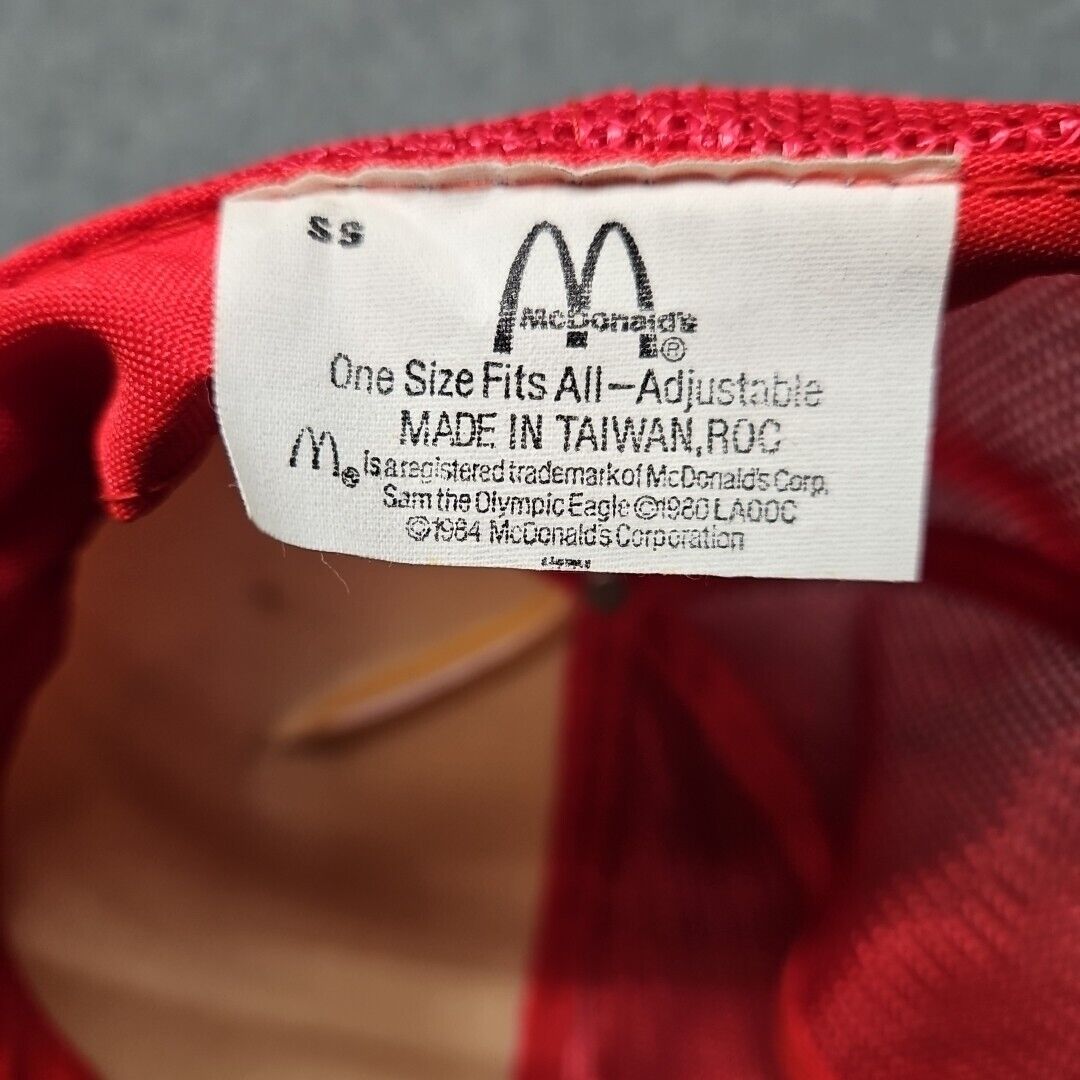 SS
McDonald's
®
One Size Fits All-Adjustable
MADE IN TAIWAN, ROC
M® Is a registered trademark of McDonald's Corp.
Sam the Olympic Eagle ©1980 LAOOC
©1984 McDonald's Corporation